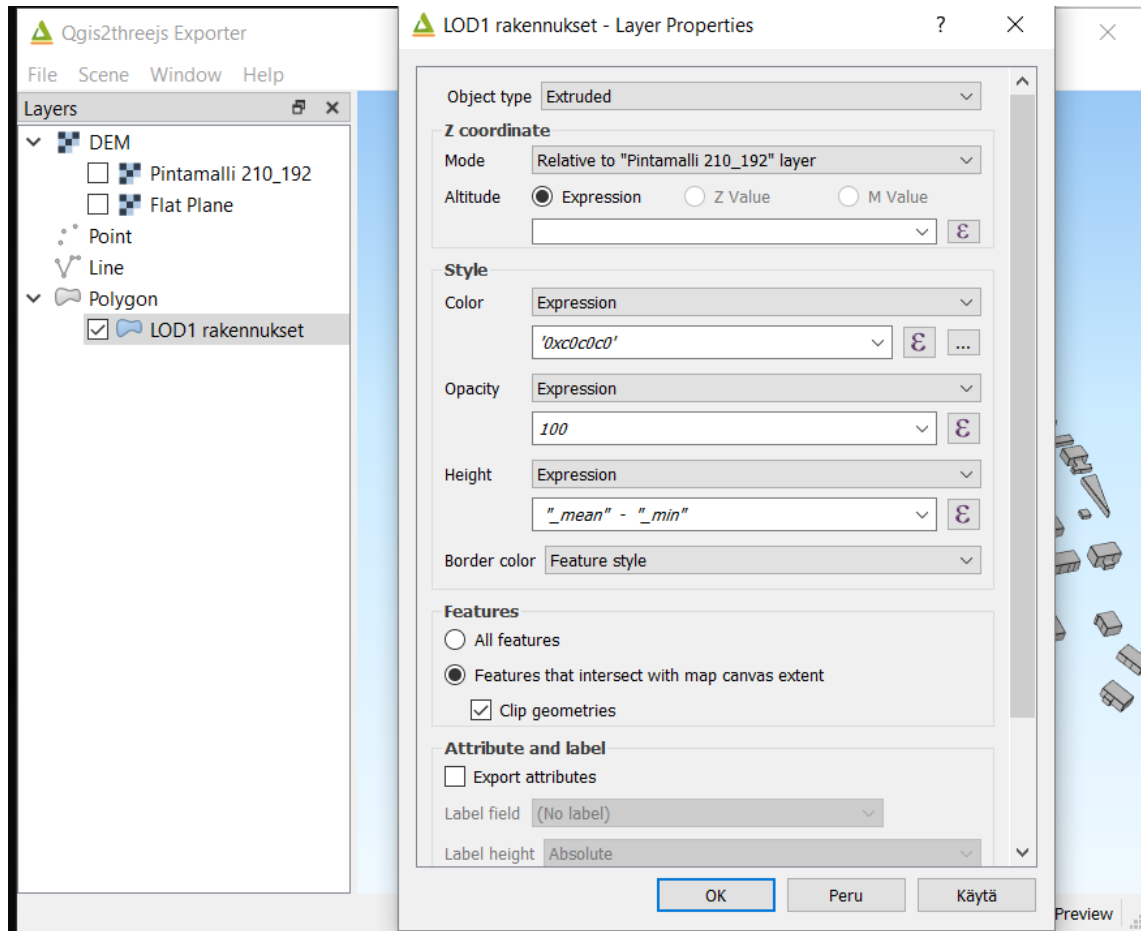 Qgis2threejs Exporter
File Scene Window Help
Layers
DEM
Pintamalli 210_192
Flat Plane
Point
Line
Polygon
LOD1 rakennukset
LOD1 rakennukset - Layer Properties
?
Object type Extruded
Z coordinate
Mode Relative to "Pintamalli 210_192" layer
Altitude Expression Z Value M Value
ε
Style
Color Expression
'0xc0c0c0' ε ...
Opacity Expression
100 ε
Height Expression
"_mean" - "_min" ε
Border color Feature style
Features
All features
Features that intersect with map canvas extent
Clip geometries
Attribute and label
Export attributes
Label field (No label)
Label height Absolute
OK Peru Käytä
Preview